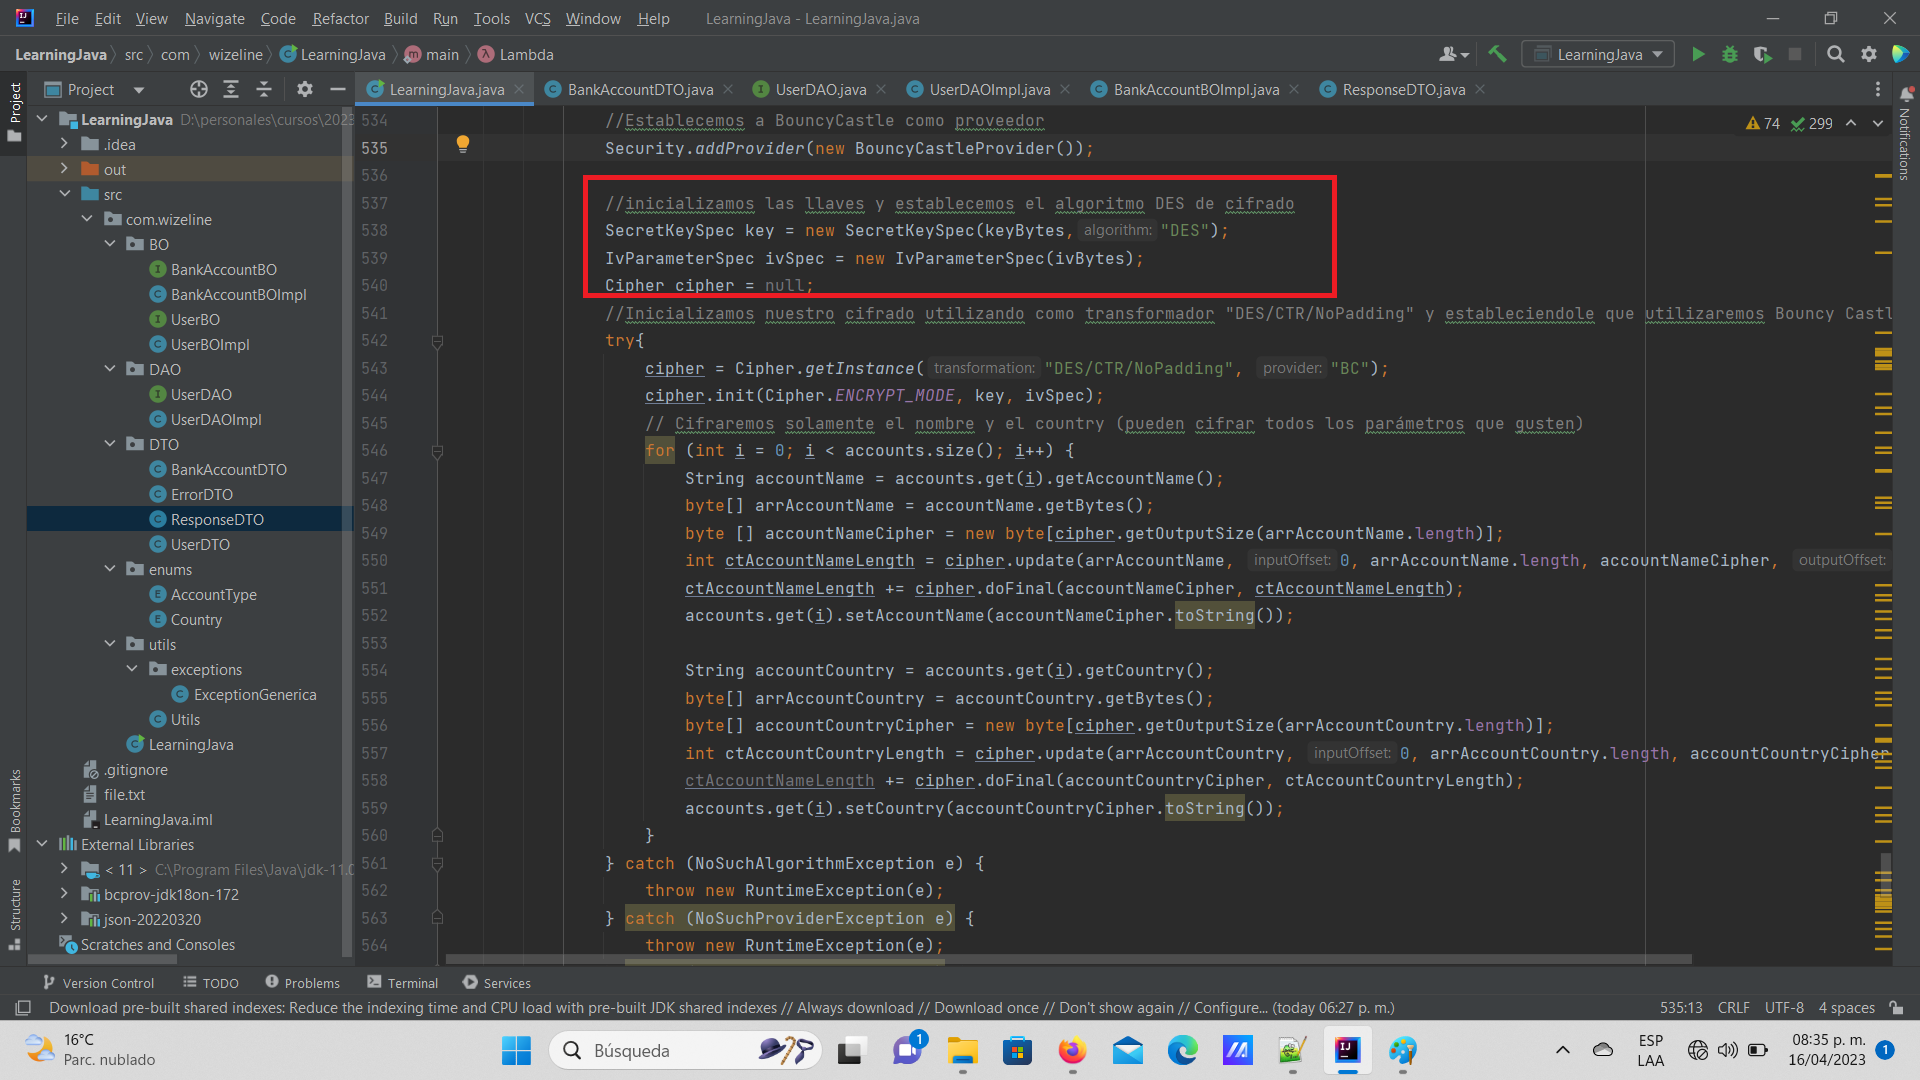 File Edit View Navigate Code Refactor Build Run Tools VCS Window Help LearningJava - LearningJava.java
LearningJava src com wizeline LearningJava main Lambda
LearningJava
Project
LearningJava.java BankAccountDTO.java UserDAO.java UserDAOImpl.java BankAccountBOImpl.java ResponseDTO.java
Project
Bookmarks
Structure
Notifications
LearningJava D:\personales\cursos\2023
.idea
out
src
com.wizeline
BO
BankAccountBO
BankAccountBOImpl
UserBO
UserBOImpl
DAO
UserDAO
UserDAOImpl
DTO
BankAccountDTO
ErrorDTO
ResponseDTO
UserDTO
enums
AccountType
Country
utils
exceptions
ExceptionGenerica
Utils
LearningJava
.gitignore
file.txt
LearningJava.iml
External Libraries
< 11 > C:\Program Files\Java\jdk-11.0
bcprov-jdk18on-172
json-20220320
Scratches and Consoles
74 299
534 //Establecemos a BouncyCastle como proveedor
535 Security.addProvider(new BouncyCastleProvider());
536
537 //inicializamos las llaves y establecemos el algoritmo DES de cifrado
538 SecretKeySpec key = new SecretKeySpec(keyBytes, algorithm: "DES");
539 IvParameterSpec ivSpec = new IvParameterSpec(ivBytes);
540 Cipher cipher = null;
541 //Inicializamos nuestro cifrado utilizando como transformador "DES/CTR/NoPadding" y estableciendole que utilizaremos Bouncy Castl
542 try{
543 cipher = Cipher.getInstance( transformation: "DES/CTR/NoPadding", provider: "BC");
544 cipher.init(Cipher.ENCRYPT_MODE, key, ivSpec);
545 // Cifraremos solamente el nombre y el country (pueden cifrar todos los parámetros que gusten)
546 for (int i = 0; i < accounts.size(); i++) {
547 String accountName = accounts.get(i).getAccountName();
548 byte[] arrAccountName = accountName.getBytes();
549 byte [] accountNameCipher = new byte[cipher.getOutputSize(arrAccountName.length)];
550 int ctAccountNameLength = cipher.update(arrAccountName, inputOffset: 0, arrAccountName.length, accountNameCipher, outputOffset:
551 ctAccountNameLength += cipher.doFinal(accountNameCipher, ctAccountNameLength);
552 accounts.get(i).setAccountName(accountNameCipher.toString());
553
554 String accountCountry = accounts.get(i).getCountry();
555 byte[] arrAccountCountry = accountCountry.getBytes();
556 byte[] accountCountryCipher = new byte[cipher.getOutputSize(arrAccountCountry.length)];
557 int ctAccountCountryLength = cipher.update(arrAccountCountry, inputOffset: 0, arrAccountCountry.length, accountCountryCipher
558 ctAccountNameLength += cipher.doFinal(accountCountryCipher, ctAccountCountryLength);
559 accounts.get(i).setCountry(accountCountryCipher.toString());
560 }
561 } catch (NoSuchAlgorithmException e) {
562 throw new RuntimeException(e);
563 } catch (NoSuchProviderException e) {
564 throw new RuntimeException(e);
Version Control TODO Problems Terminal Services
Download pre-built shared indexes: Reduce the indexing time and CPU load with pre-built JDK shared indexes // Always download // Download once // Don't show again // Configure... (today 06:27 p. m.) 535:13 CRLF UTF-8 4 spaces
16°C
Parc. nublado
Búsqueda
1
ESP
LAA
08:35 p. m.
16/04/2023
1